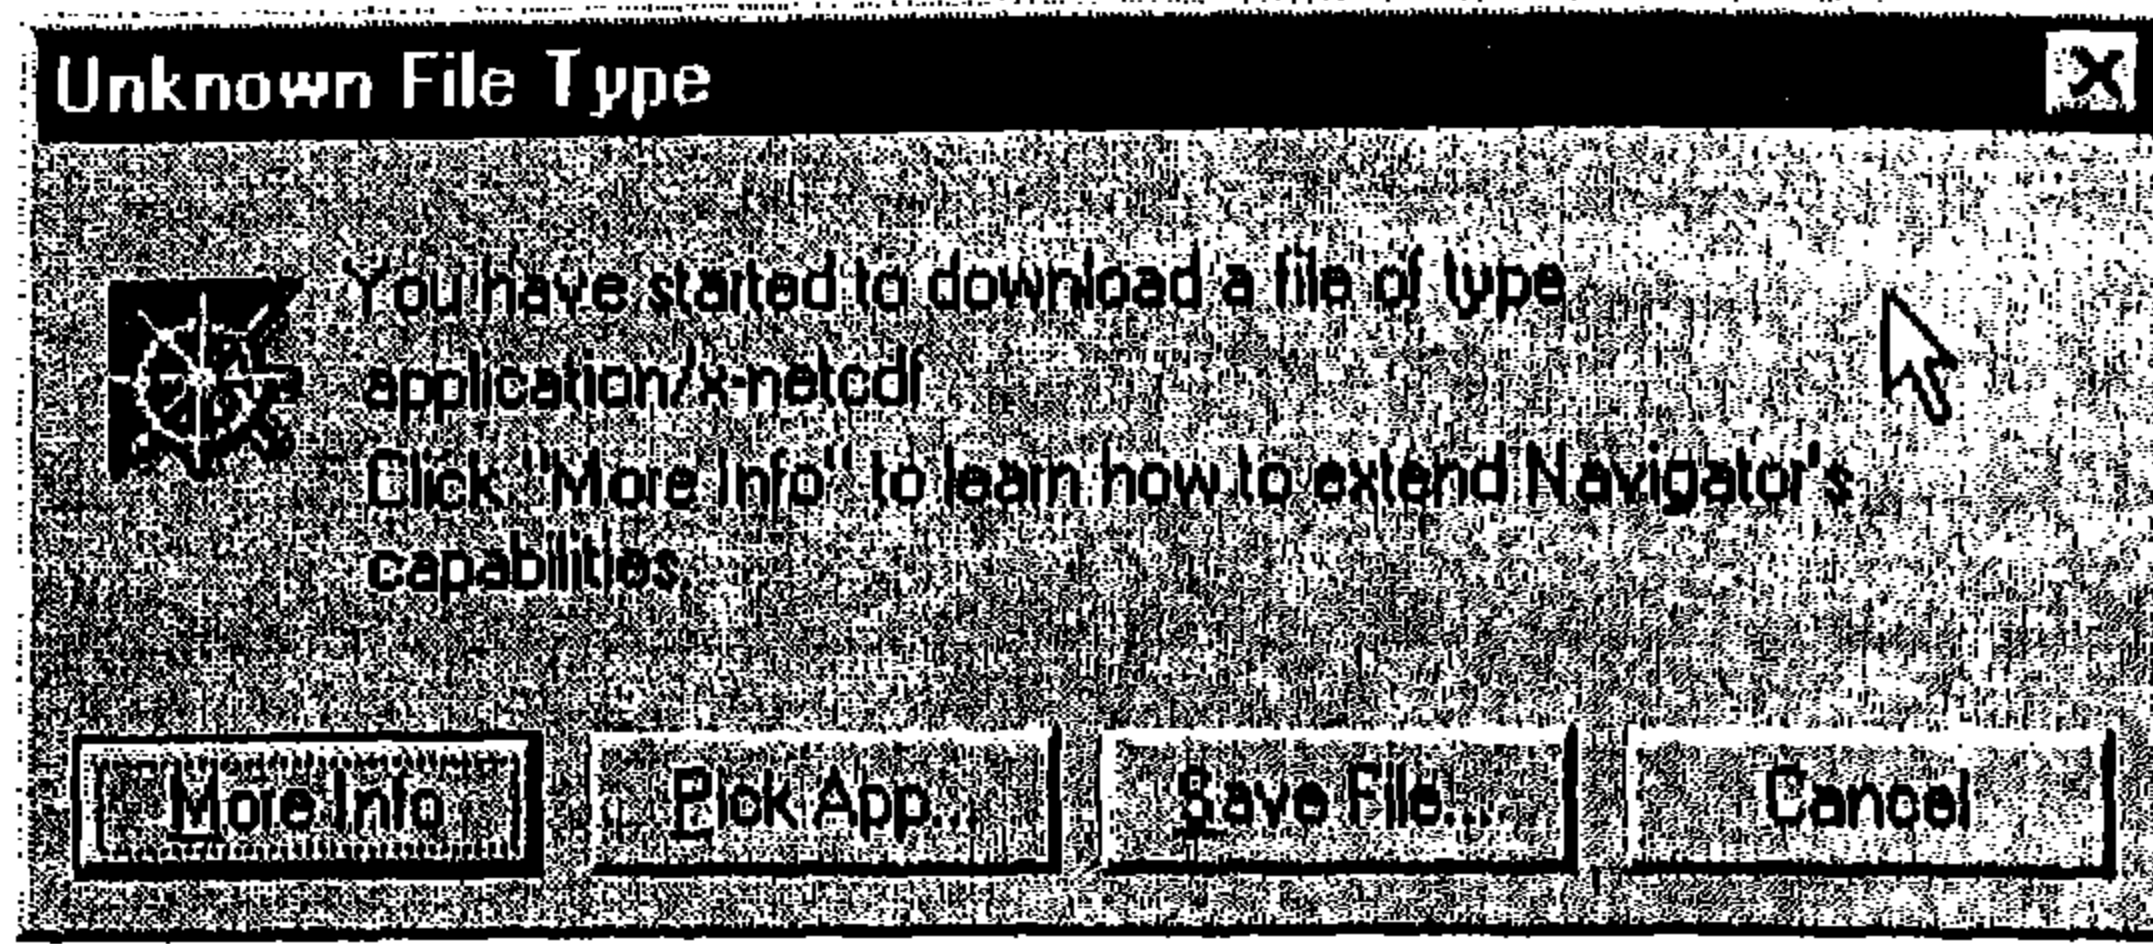 Unknown File Type
You have started to download a file of type
application/x-netcdf
Click "More Info" to learn how to extend Navigator's
capabilities.
More Info
Pick App...
Save File...
Cancel